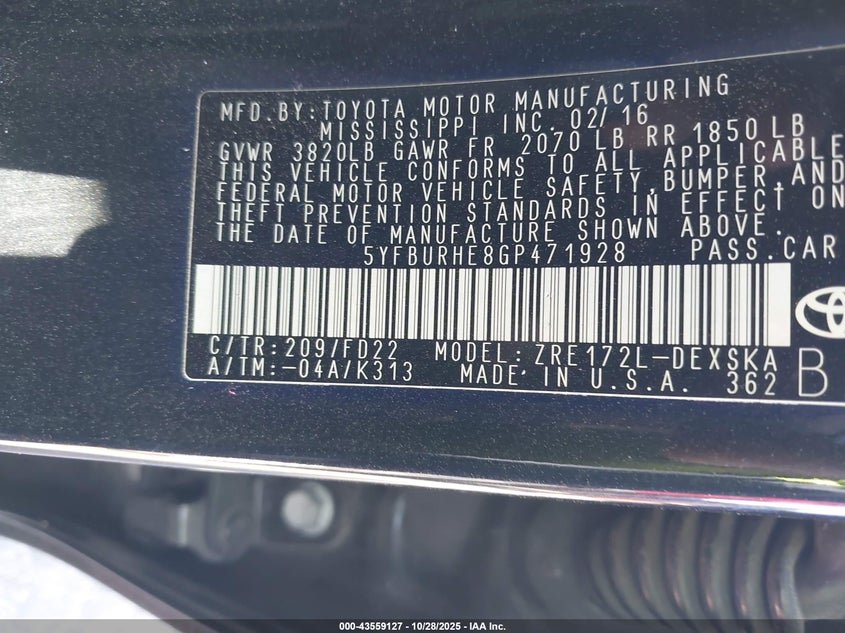 MFD.BY:TOYOTA MOTOR MANUFACTURING
MISSISSIPPI INC. 02/16
GVWR 3820LB GAWR FR 2070 LB RR 1850 LB
THIS VEHICLE CONFORMS TO ALL APPLICABLE
FEDERAL MOTOR VEHICLE SAFETY,BUMPER,AND
THEFT PREVENTION STANDARDS IN EFFECT ON
THE DATE OF MANUFACTURE SHOWN ABOVE.
5YFBURHE8GP471928 PASS.CAR
C/TR:209/FD22 MODEL:ZRE172L-DEXSKA
A/TM:-04A/K313 MADE IN U.S.A. 362 B
000-43559127 - 10/28/2025 - IAA Inc.